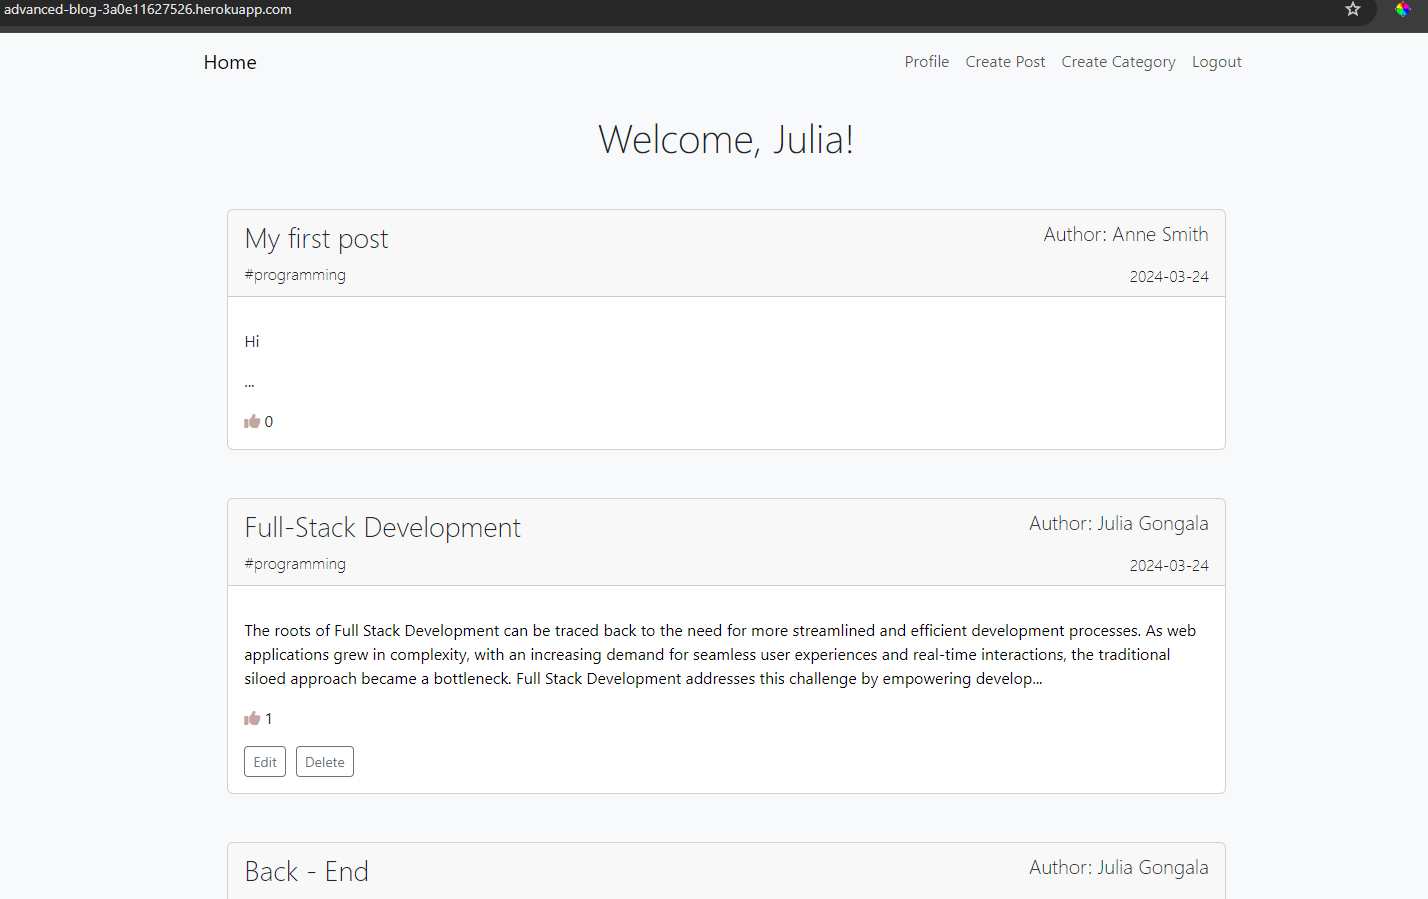 advanced-blog-3a0e11627526.herokuapp.com
Home Profile Create Post Create Category Logout
Welcome, Julia!
My first post Author: Anne Smith
#programming 2024-03-24
Hi
...
0
Full-Stack Development Author: Julia Gongala
#programming 2024-03-24
The roots of Full Stack Development can be traced back to the need for more streamlined and efficient development processes. As web
applications grew in complexity, with an increasing demand for seamless user experiences and real-time interactions, the traditional
siloed approach became a bottleneck. Full Stack Development addresses this challenge by empowering develop...
1
Edit Delete
Back - End Author: Julia Gongala